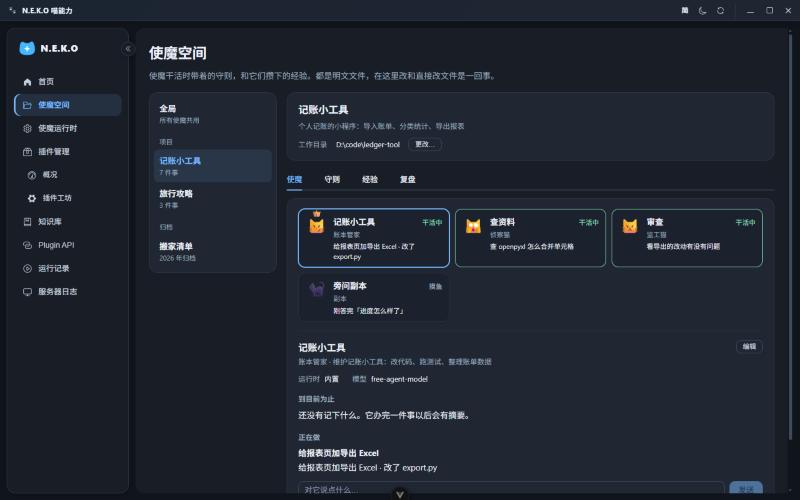 N.E.K.O 喵能力
简
N.E.K.O
首页
使魔空间
使魔运行时
插件管理
概况
插件工坊
知识库
Plugin API
运行记录
服务器日志
使魔空间
使魔干活时带着的守则，和它们攒下的经验。都是明文文件，在这里改和直接改文件是一回事。
全局
所有使魔共用
项目
记账小工具
7 件事
旅行攻略
3 件事
归档
搬家清单
2026 年归档
记账小工具
个人记账的小程序：导入账单、分类统计、导出报表
工作目录 D:\code\ledger-tool 更改...
使魔 守则 经验 复盘
记账小工具 干活中
账本管家
给报表页加导出 Excel · 改了
export.py
查资料 干活中
侦察猫
查 openpyxl 怎么合并单元格
审查 干活中
监工猫
看导出的改动有没有问题
旁问副本 摸鱼
副本
刚答完「进度怎么样了」
记账小工具 编辑
账本管家 · 维护记账小工具：改代码、跑测试、整理账单数据
运行时 内置 模型 free-agent-model
到目前为止
还没有记下什么。它办完一件事以后会有摘要。
正在做
给报表页加导出 Excel
给报表页加导出 Excel · 改了 export.py
对它说点什么...
发送